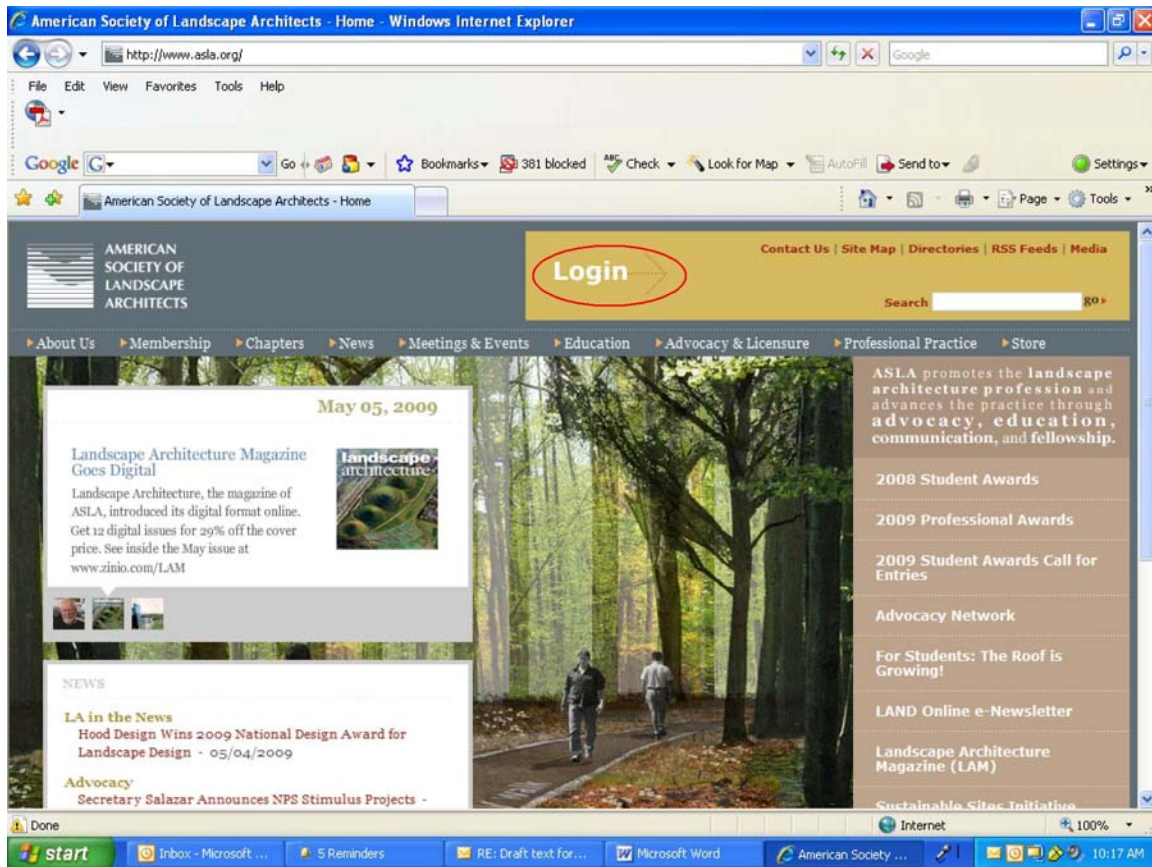 American Society of Landscape Architects - Home - Windows Internet Explorer
http://www.asla.org/
Google
File Edit View Favorites Tools Help
Google G Go Bookmarks 381 blocked ABC Check Look for Map AutoFill Send to Settings
American Society of Landscape Architects - Home
Page Tools »
AMERICAN
SOCIETY OF
LANDSCAPE
ARCHITECTS
Login
Contact Us | Site Map | Directories | RSS Feeds | Media
Search go
About Us Membership Chapters News Meetings & Events Education Advocacy & Licensure Professional Practice Store
May 05, 2009
Landscape Architecture Magazine
Goes Digital
Landscape Architecture, the magazine of
ASLA, introduced its digital format online.
Get 12 digital issues for 29% off the cover
price. See inside the May issue at
www.zinio.com/LAM
landscape
architecture
NEWS
LA in the News
Hood Design Wins 2009 National Design Award for
Landscape Design - 05/04/2009
Advocacy
Secretary Salazar Announces NPS Stimulus Projects -
ASLA promotes the landscape
architecture profession and
advances the practice through
advocacy, education,
communication, and fellowship.
2008 Student Awards
2009 Professional Awards
2009 Student Awards Call for
Entries
Advocacy Network
For Students: The Roof is
Growing!
LAND Online e-Newsletter
Landscape Architecture
Magazine (LAM)
Sustainable Sites Initiative
Done Internet 100%
start Inbox - Microsoft ... 5 Reminders RE: Draft text for... Microsoft Word American Society ... 10:17 AM